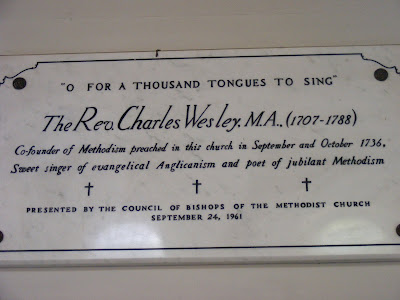 "O FOR A THOUSAND TONGUES TO SING"
The Rev. Charles Wesley, M.A., (1707-1788)
Co-founder of Methodism preached in this church in September and October 1736,
Sweet singer of evangelical Anglicanism and poet of jubilant Methodism
PRESENTED BY THE COUNCIL OF BISHOPS OF THE METHODIST CHURCH
SEPTEMBER 24, 1961